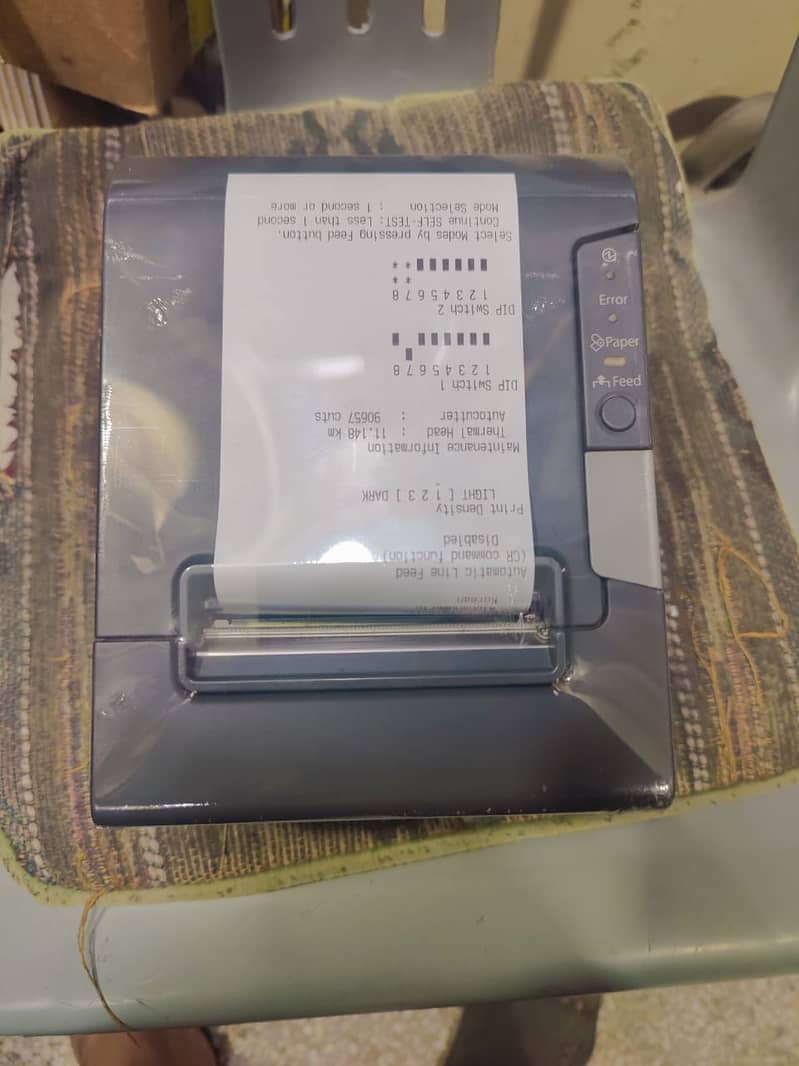 Automatic Line Feed
(CR command function)
Disabled
Print Density
LIGHT [ 1 2 3 ] DARK
Maintenance Information
Thermal Head : 11.148 km
Autocutter : 90657 cuts
DIP Switch 1
1 2 3 4 5 6 7 8
DIP Switch 2
1 2 3 4 5 6 7 8
* *
* *
Select Modes by pressing Feed button.
Continue SELF-TEST: Less than 1 second
Mode Selection : 1 second or more
Error
Paper
Feed